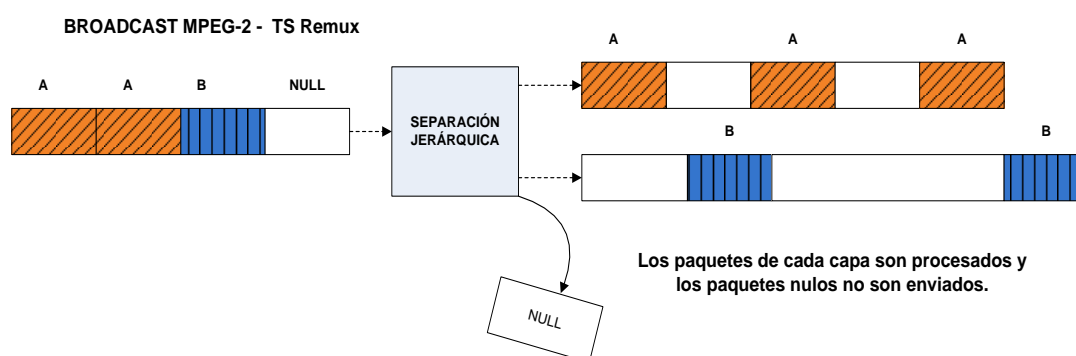 BROADCAST MPEG-2 - TS Remux
A A B NULL
SEPARACIÓN
JERÁRQUICA
A A A
B B
NULL
Los paquetes de cada capa son procesados y
los paquetes nulos no son enviados.